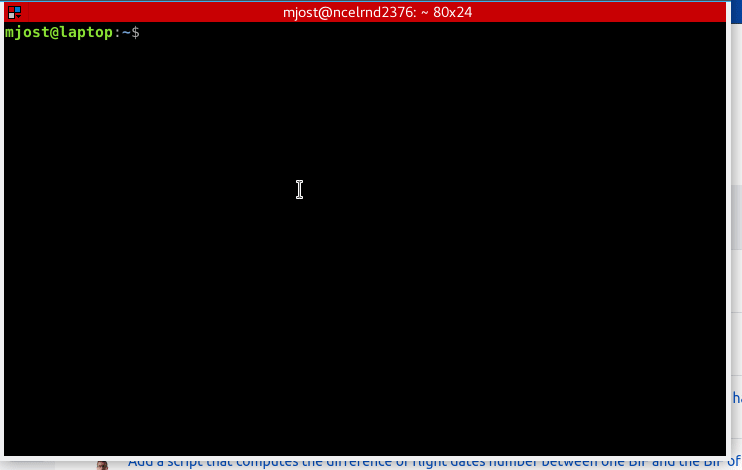 mjost@ncelrnd2376: ~ 80x24
mjost@laptop:~$
ha
Add a script that computes the difference of flight dates number between one BIF and the BIF of